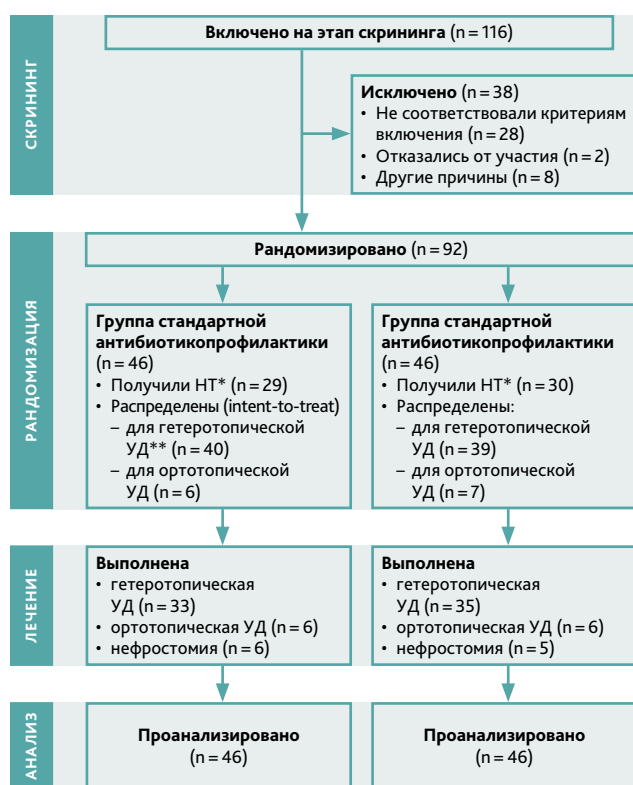 СКРИНИНГ
Включено на этап скрининга (n = 116)
Исключено (n = 38)
• Не соответствовали критериям
включения (n = 28)
• Отказались от участия (n = 2)
• Другие причины (n = 8)
РАНДОМИЗАЦИЯ
Рандомизировано (n = 92)
Группа стандартной
антибиотикопрофилактики
(n = 46)
• Получили НТ* (n = 29)
• Распределены (intent-to-treat)
– для гетеротопической
УД** (n = 40)
– для ортотопической
УД (n = 6)
Группа стандартной
антибиотикопрофилактики
(n = 46)
• Получили НТ* (n = 30)
• Распределены:
– для гетеротопической
УД (n = 39)
– для ортотопической
УД (n = 7)
ЛЕЧЕНИЕ
Выполнена
• гетеротопическая
УД (n = 33)
• ортотопическая УД (n = 6)
• нефростомия (n = 6)
Выполнена
• гетеротопическая
УД (n = 35)
• ортотопическая УД (n = 6)
• нефростомия (n = 5)
АНАЛИЗ
Проанализировано
(n = 46)
Проанализировано
(n = 46)